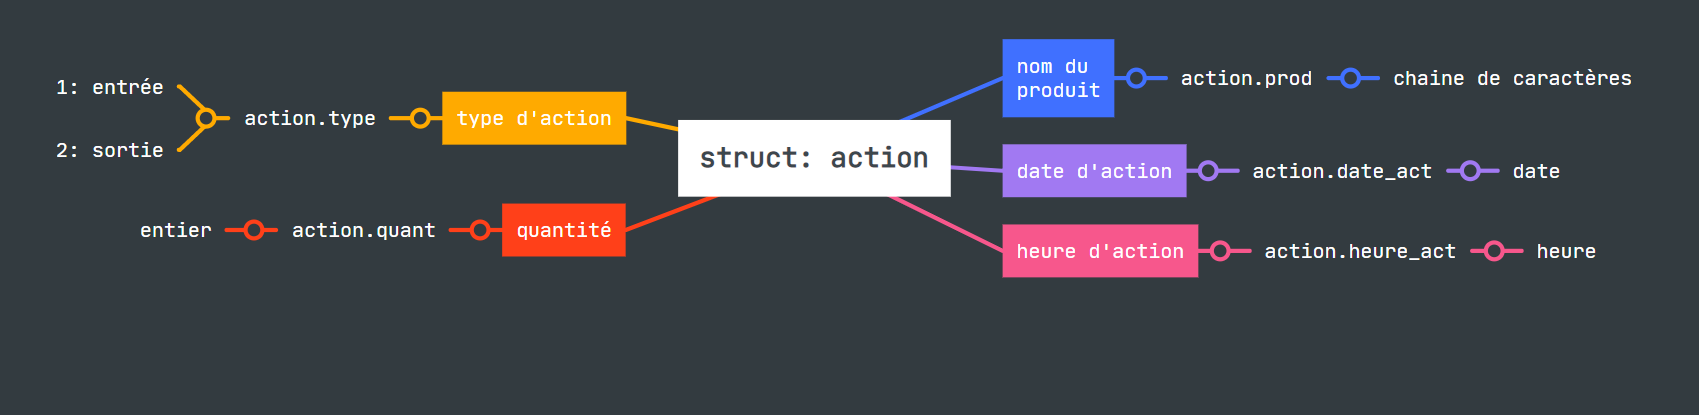 struct: action
nom du
produit
action.prod
chaine de caractères
date d'action
action.date_act
date
heure d'action
action.heure_act
heure
type d'action
action.type
1: entrée
2: sortie
quantité
action.quant
entier